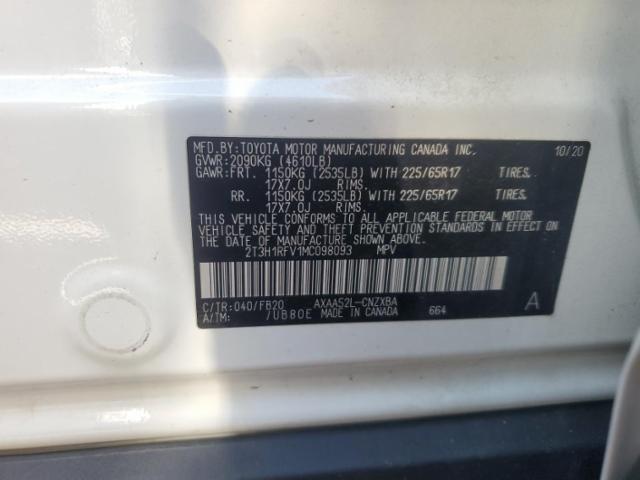 MFD.BY:TOYOTA MOTOR MANUFACTURING CANADA INC. 10/20
GVWR:2090KG (4610LB)
GAWR:FRT. 1150KG (2535LB) WITH 225/65R17 TIRES.
17X7.0J RIMS.
RR. 1150KG (2535LB) WITH 225/65R17 TIRES.
17X7.0J RIMS.
THIS VEHICLE CONFORMS TO ALL APPLICABLE FEDERAL MOTOR
VEHICLE SAFETY AND THEFT PREVENTION STANDARDS IN EFFECT
ON THE DATE OF MANUFACTURE SHOWN ABOVE.
2T3H1RFV1MC098093 MPV
C/TR:040/FB20 AXAA52L-CNZXBA A
A/TM: /UB80E MADE IN CANADA 664